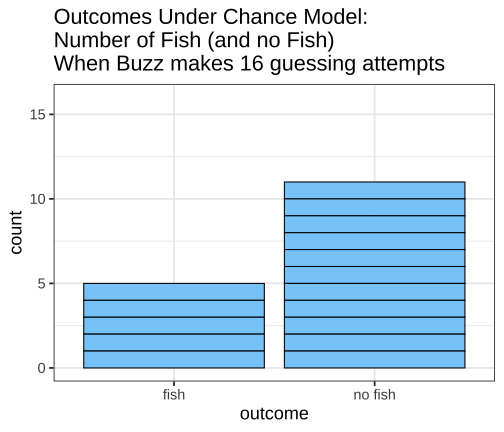 Outcomes Under Chance Model:
Number of Fish (and no Fish)
When Buzz makes 16 guessing attempts
15
10
5
0
count
fish
no fish
outcome